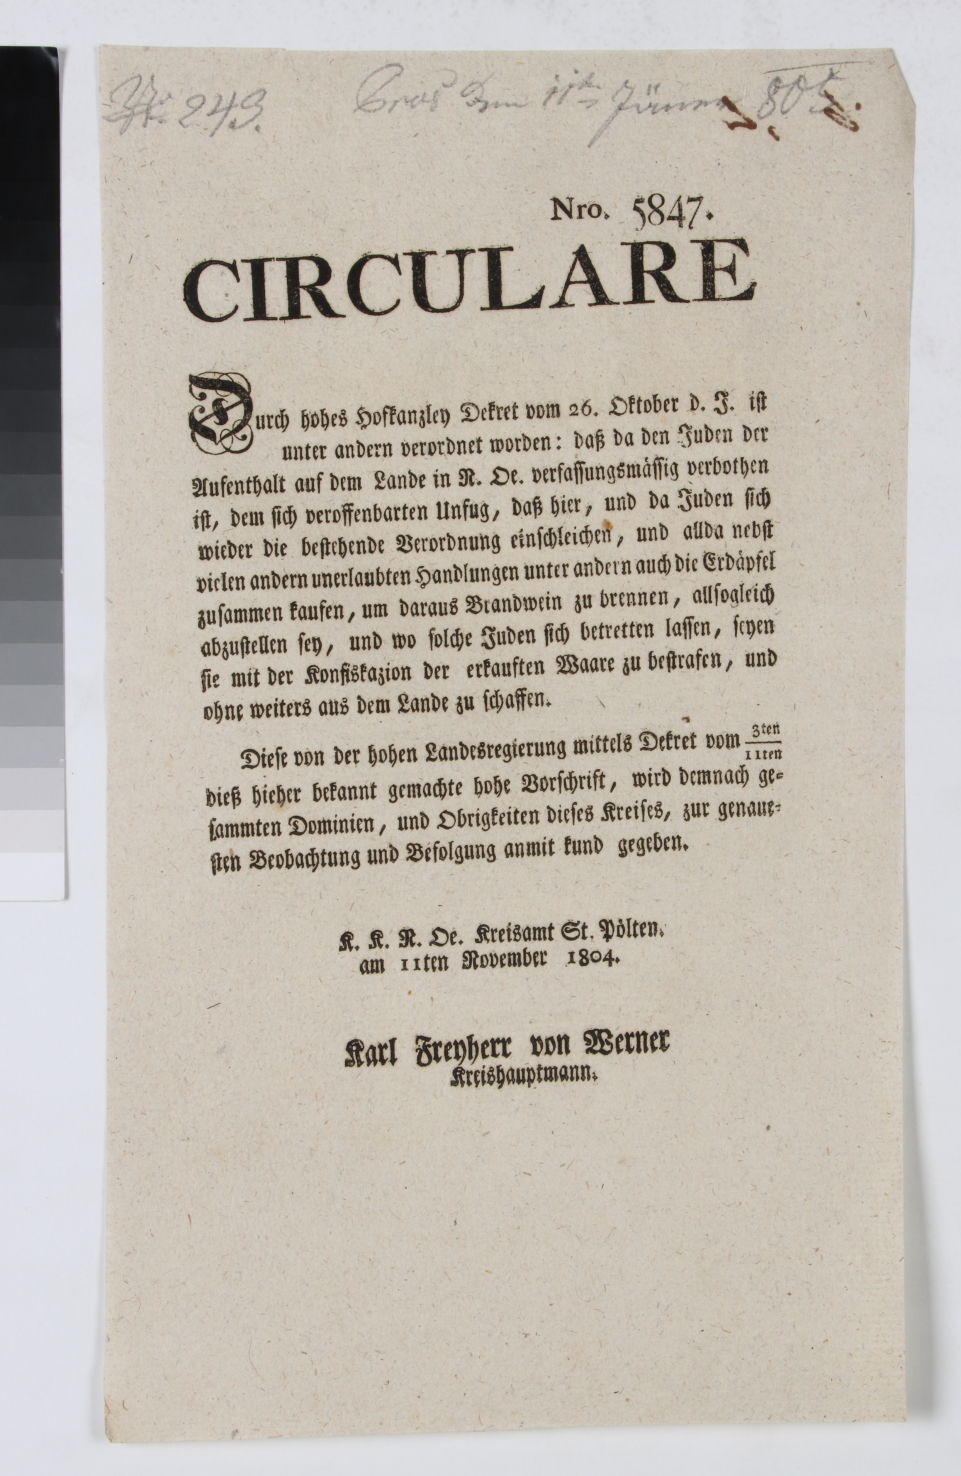 No 243. den 11ten Jäner 805
Nro. 5847.
CIRCULARE
Durch hohes Hofkanzley Dekret vom 26. Oktober d. J. ist
unter andern verordnet worden: daß da den Juden der
Aufenthalt auf dem Lande in N. Oe. verfassungsmässig verbothen
ist, dem sich veroffenbarten Unfug, daß hier, und da Juden sich
wieder die bestehende Verordnung einschleichen, und allda nebst
vielen andern unerlaubten Handlungen unter andern auch die Erdäpfel
zusammen kaufen, um daraus Brandwein zu brennen, allsogleich
abzustellen sey, und wo solche Juden sich betretten lassen, seyen
sie mit der Konfiskazion der erkauften Waare zu bestrafen, und
ohne weiters aus dem Lande zu schaffen.
Diese von der hohen Landesregierung mittels Dekret vom 3ten/11ten
dieß hieher bekannt gemachte hohe Vorschrift, wird demnach ge-
sammten Dominien, und Obrigkeiten dieses Kreises, zur genaue-
sten Beobachtung und Befolgung anmit kund gegeben.
K. K. N. Oe. Kreisamt St. Pölten.
am 11ten November 1804.
Karl Freyherr von Werner
Kreishauptmann.